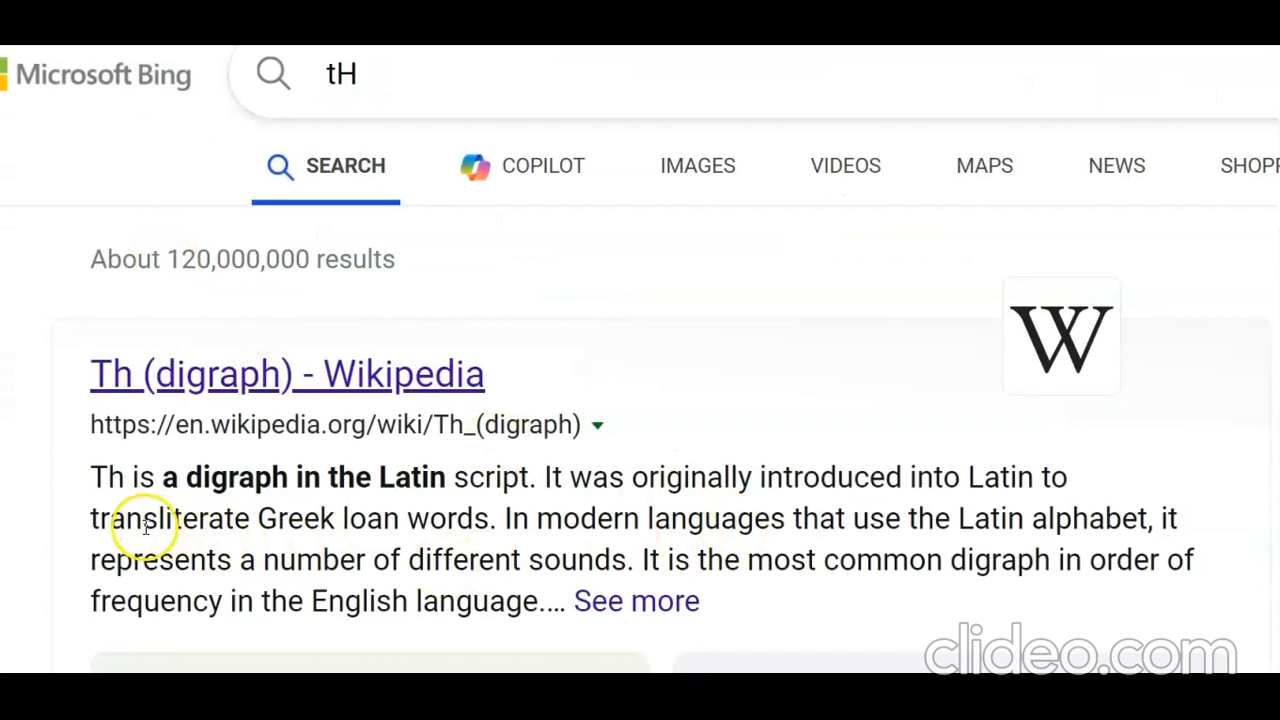 Microsoft Bing
tH
SEARCH COPILOT IMAGES VIDEOS MAPS NEWS SHOPP
About 120,000,000 results
W
Th (digraph) - Wikipedia
https://en.wikipedia.org/wiki/Th_(digraph)
Th is a digraph in the Latin script. It was originally introduced into Latin to
transliterate Greek loan words. In modern languages that use the Latin alphabet, it
represents a number of different sounds. It is the most common digraph in order of
frequency in the English language.... See more
clideo.com